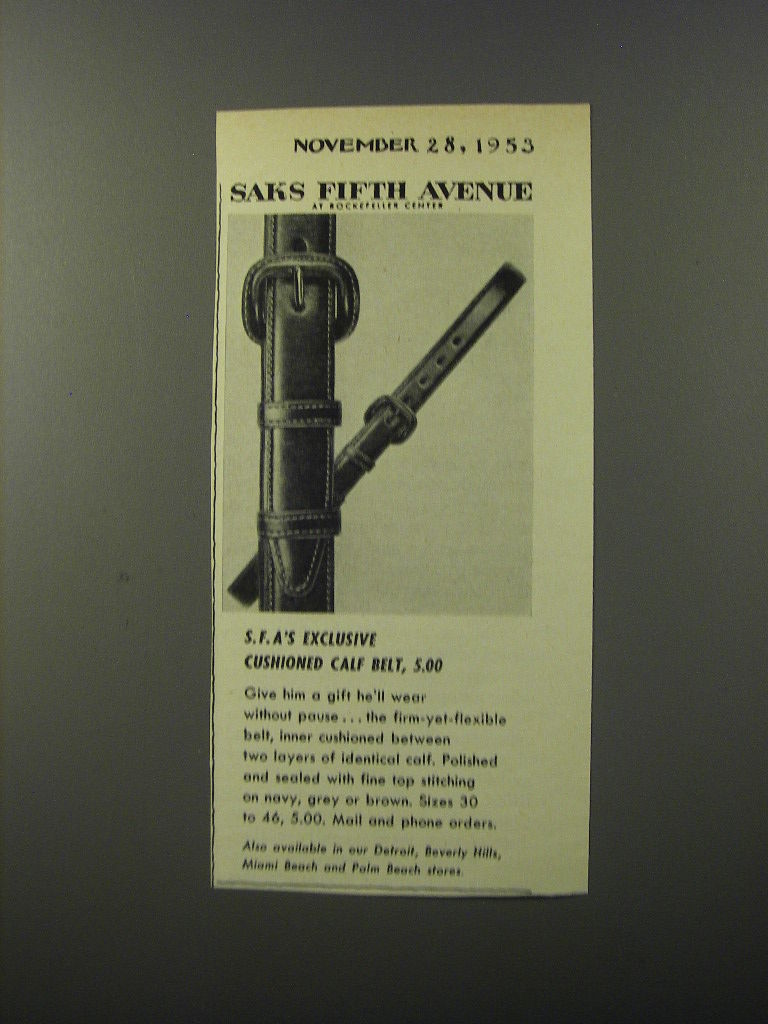 NOVEMBER 28, 1953
SAKS FIFTH AVENUE
AT ROCKEFELLER CENTER
S.F.A'S EXCLUSIVE
CUSHIONED CALF BELT, 5.00
Give him a gift he'll wear
without pause... the firm-yet-flexible
belt, inner cushioned between
two layers of identical calf. Polished
and sealed with fine top stitching
on navy, grey or brown. Sizes 30
to 46, 5.00. Mail and phone orders.
Also available in our Detroit, Beverly Hills,
Miami Beach and Palm Beach stores.